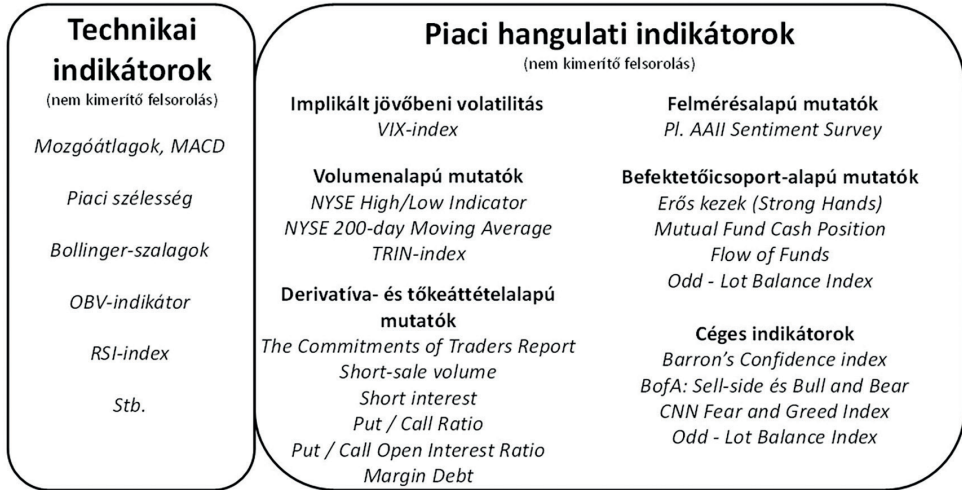 Technikai
indikátorok
(nem kimerítő felsorolás)
Mozgóátlagok, MACD
Piaci szélesség
Bollinger-szalagok
OBV-indikátor
RSI-index
Stb.
Piaci hangulati indikátorok
(nem kimerítő felsorolás)
Implikált jövőbeni volatilitás
VIX-index
Volumenalapú mutatók
NYSE High/Low Indicator
NYSE 200-day Moving Average
TRIN-index
Derivatíva- és tőkeáttételalapú
mutatók
The Commitments of Traders Report
Short-sale volume
Short interest
Put / Call Ratio
Put / Call Open Interest Ratio
Margin Debt
Felmérésalapú mutatók
Pl. AAII Sentiment Survey
Befektetőicsoport-alapú mutatók
Erős kezek (Strong Hands)
Mutual Fund Cash Position
Flow of Funds
Odd - Lot Balance Index
Céges indikátorok
Barron's Confidence index
BofA: Sell-side és Bull and Bear
CNN Fear and Greed Index
Odd - Lot Balance Index